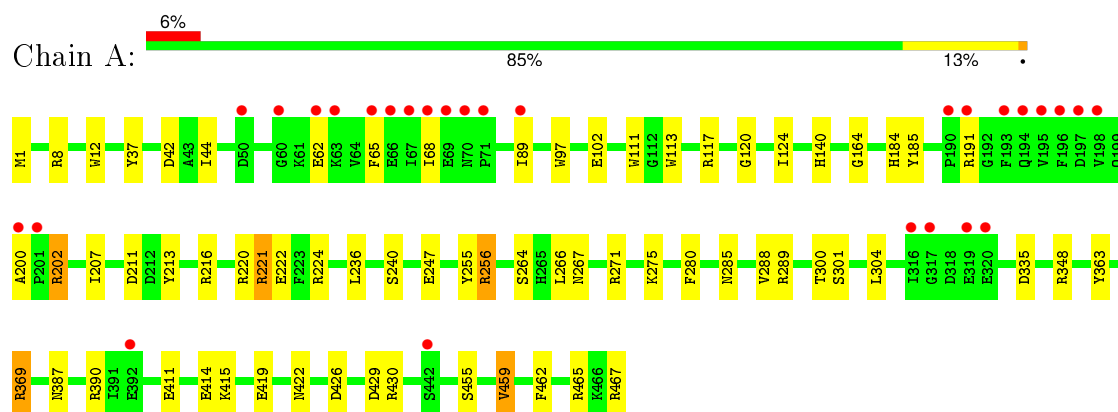 6%
Chain A:
85% 13% •
M1 R8 W12 Y37 D42 A43 I44 D50 G60 K61 E62 K63 V64 F65 E66 I67 I68 E69 N70 P71 I89 W97 E102 W111 G112 W113 R117 G120 I124 H140 G164 H184 Y185 P190 R191 G192 F193 Q194 V195 F196 D197 V198
A200 P201 R202 I207 D211 D212 Y213 R216 R220 R221 E222 F223 R224 L236 S240 E247 Y255 R256 S264 H265 L266 N267 R271 K275 F280 N285 V288 R289 T300 S301 L304 I316 G317 D318 E319 E320 D335 R348 Y363
R369 N387 R390 I391 E392 E411 E414 K415 E419 N422 D426 D429 R430 S442 S455 V459 F462 R465 K466 R467